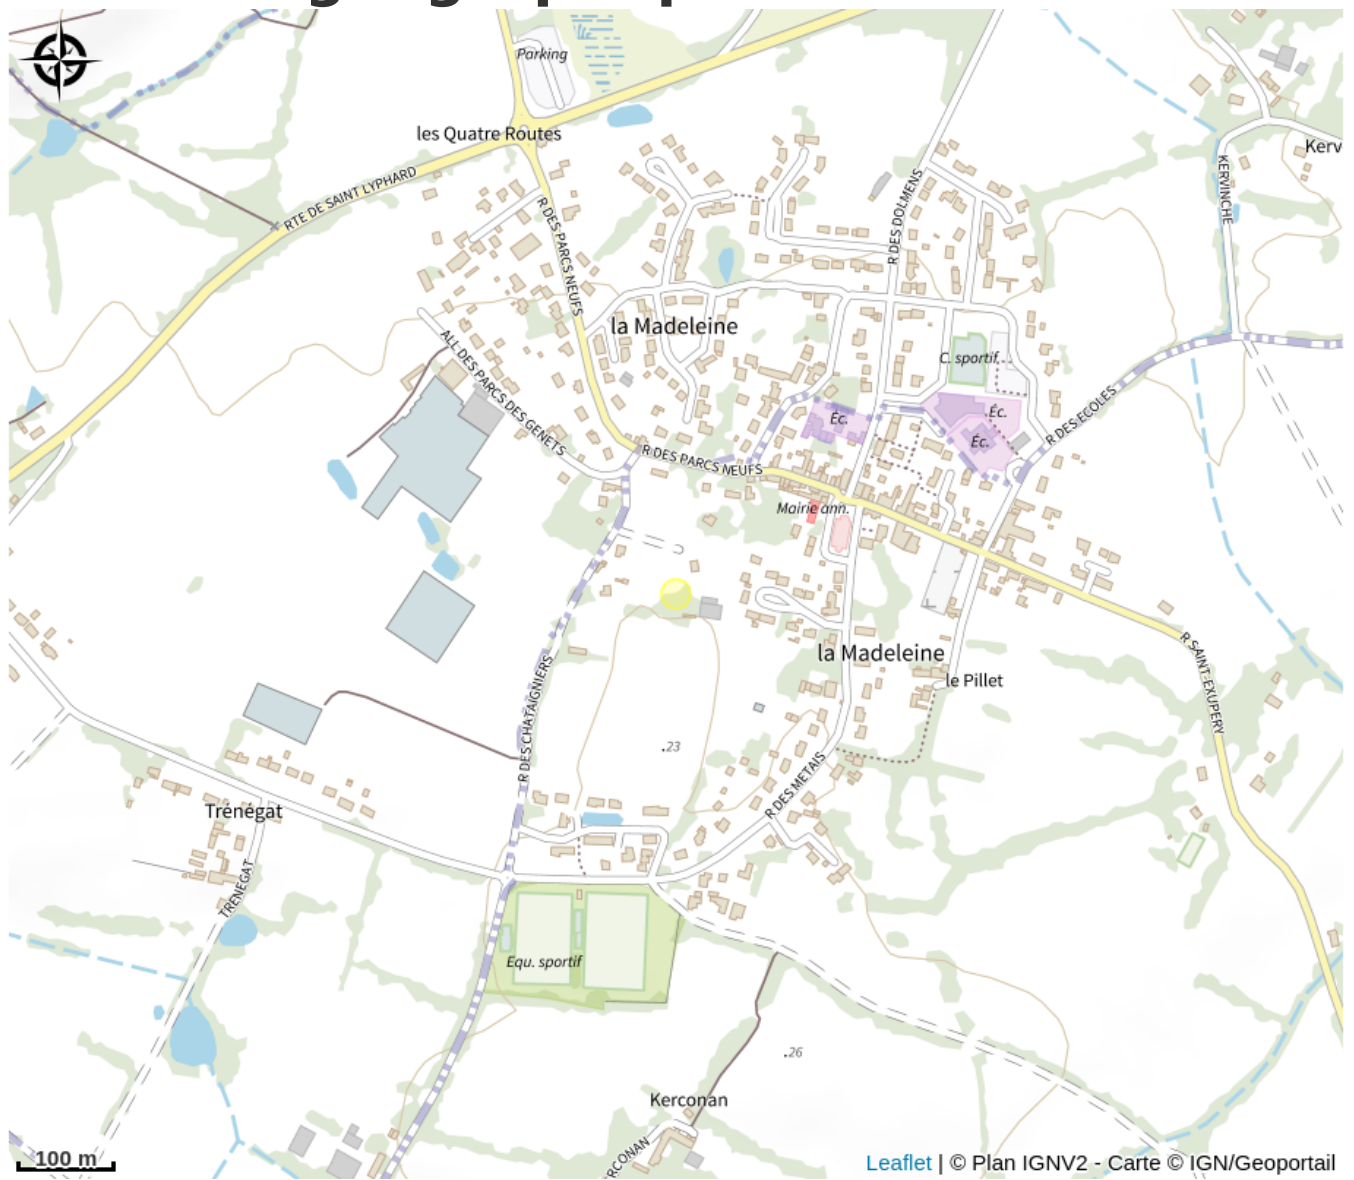 Parking
les Quatre Routes
RTE DE SAINT LYPHARD
R DES PARCS NEUFS
R DES DOLMENS
KERVINCHE
Kerv
la Madeleine
ALL DES PARCS DES GENETS
C. sportif
Éc.
Éc.
Éc.
R DES ECOLES
R DES PARCS NEUFS
Mairie ann.
la Madeleine
le Pillet
R SAINT-EXUPERY
R DES CHATAIGNIERS
23
R DES METAIS
Trenégat
TRENEGAT
Equ. sportif
26
Kerconan
RCONAN
100 m
Leaflet | © Plan IGNV2 - Carte © IGN/Geoportail